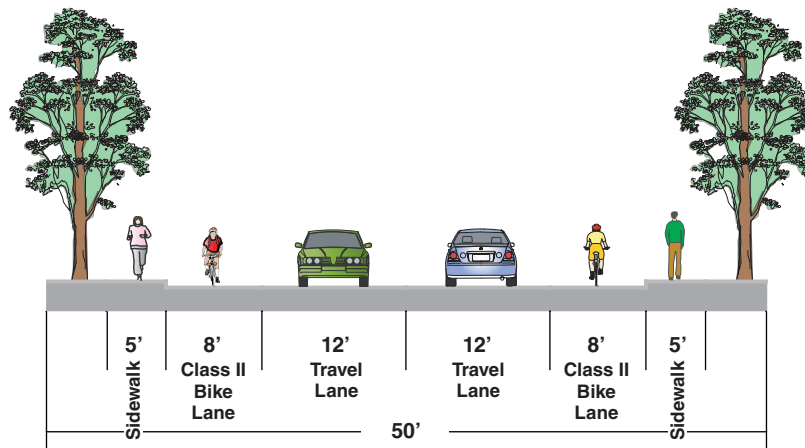 5’
8’
12’
12’
8’
5’
Sidewalk
Class II
Bike
Lane
Travel
Lane
Travel
Lane
Class II
Bike
Lane
Sidewalk
50’